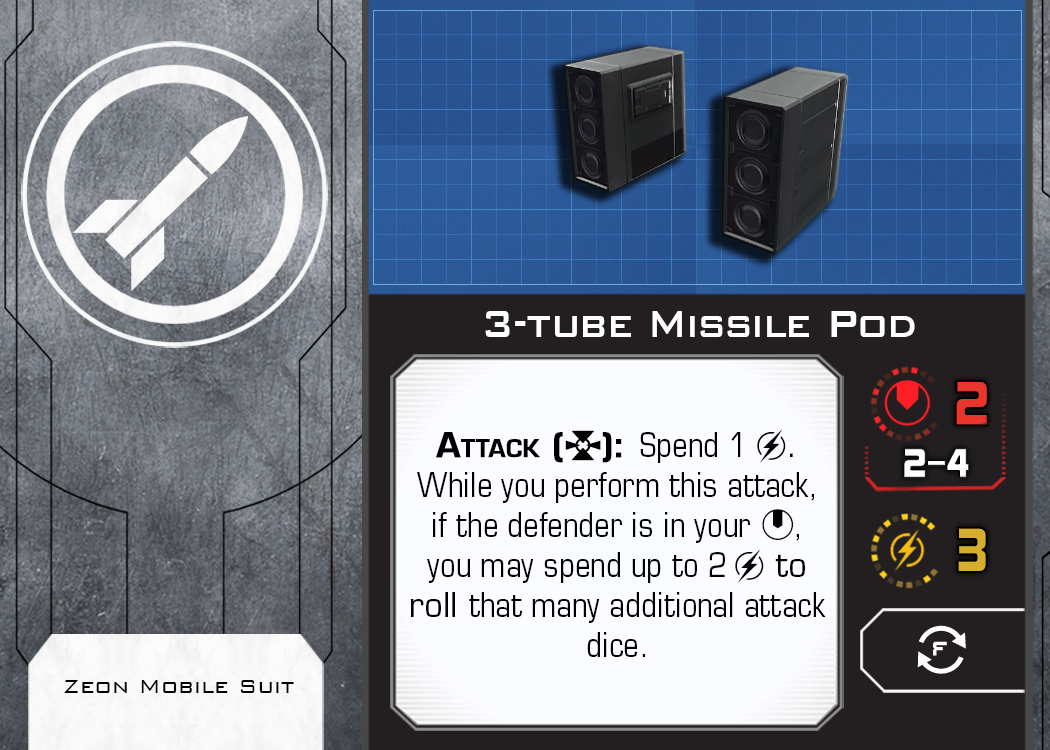 3-tube Missile Pod
Attack (): Spend 1 .
While you perform this attack,
if the defender is in your ,
you may spend up to 2 to
roll that many additional attack
dice.
2
2–4
3
F
Zeon Mobile Suit